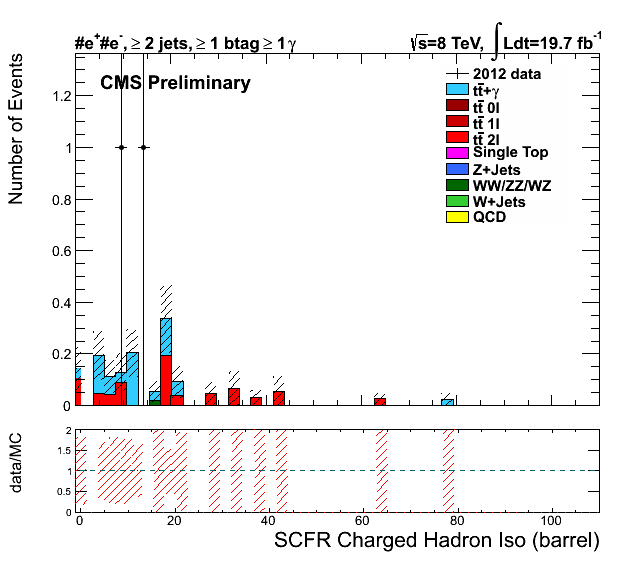 #e⁺#e⁻, ≥ 2 jets, ≥ 1 btag ≥ 1 γ
√s=8 TeV, ∫ Ldt=19.7 fb⁻¹
CMS Preliminary
2012 data
tt̄+γ
tt̄ 0l
tt̄ 1l
tt̄ 2l
Single Top
Z+Jets
WW/ZZ/WZ
W+Jets
QCD
Number of Events
1.2
1
0.8
0.6
0.4
0.2
0
data/MC
2
1.5
1
0.5
0
0 20 40 60 80 100
SCFR Charged Hadron Iso (barrel)